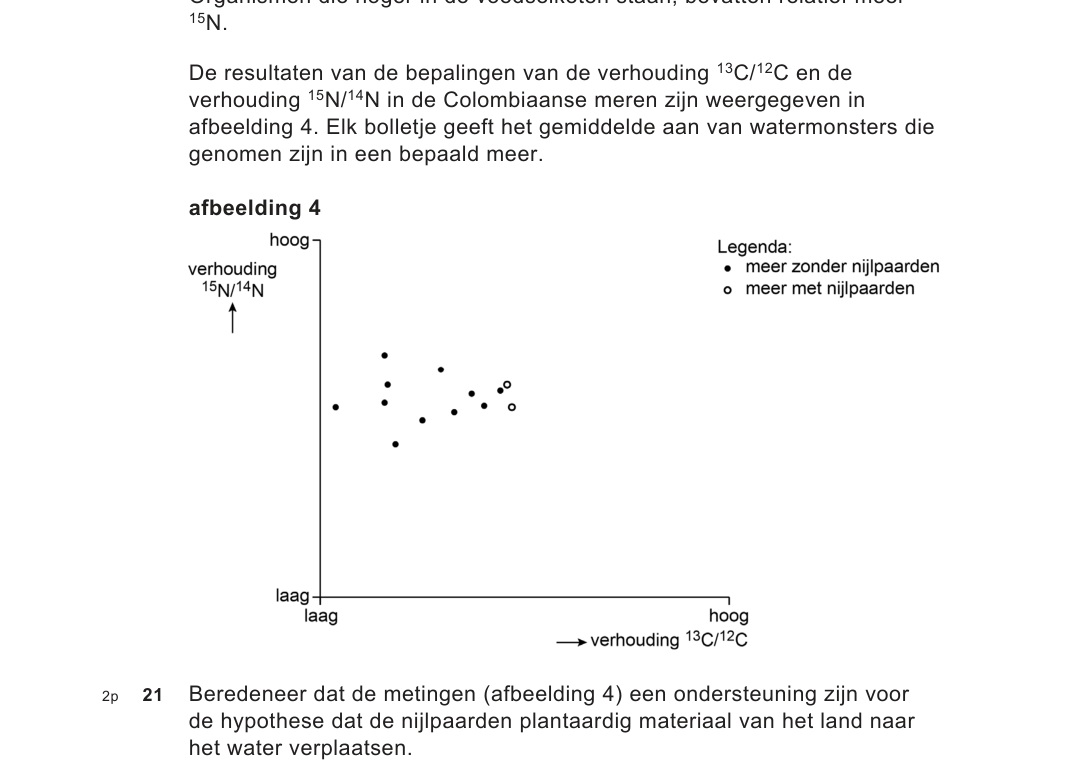 15N.
De resultaten van de bepalingen van de verhouding 13C/12C en de
verhouding 15N/14N in de Colombiaanse meren zijn weergegeven in
afbeelding 4. Elk bolletje geeft het gemiddelde aan van watermonsters die
genomen zijn in een bepaald meer.
afbeelding 4
hoog
verhouding
15N/14N
Legenda:
meer zonder nijlpaarden
meer met nijlpaarden
laag
laag
hoog
verhouding 13C/12C
2p 21 Beredeneer dat de metingen (afbeelding 4) een ondersteuning zijn voor
de hypothese dat de nijlpaarden plantaardig materiaal van het land naar
het water verplaatsen.